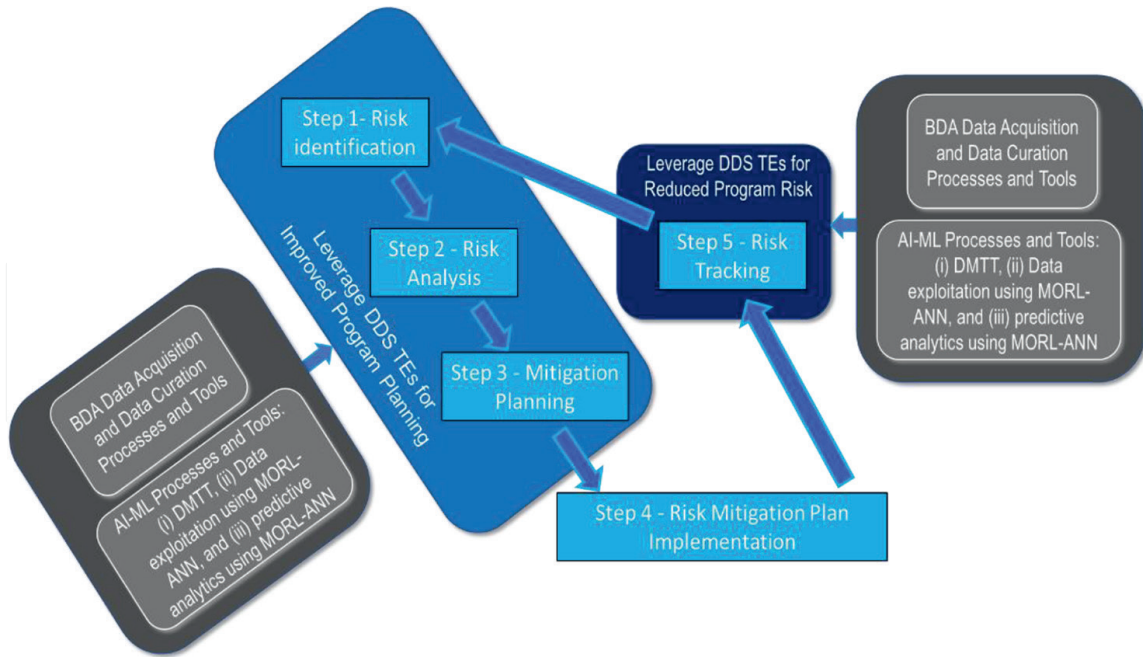 Step 1- Risk
identification
Step 2 - Risk
Analysis
Step 3 - Mitigation
Planning
Leverage DDS TEs for
Improved Program Planning
BDA Data Acquisition
and Data Curation
Processes and Tools
AI-ML Processes and Tools:
(i) DMTT, (ii) Data
exploitation using MORL-
ANN, and (iii) predictive
analytics using MORL-ANN
Step 4 - Risk Mitigation Plan
Implementation
Leverage DDS TEs for
Reduced Program Risk
Step 5 - Risk
Tracking
BDA Data Acquisition
and Data Curation
Processes and Tools
AI-ML Processes and Tools:
(i) DMTT, (ii) Data
exploitation using MORL-
ANN, and (iii) predictive
analytics using MORL-ANN